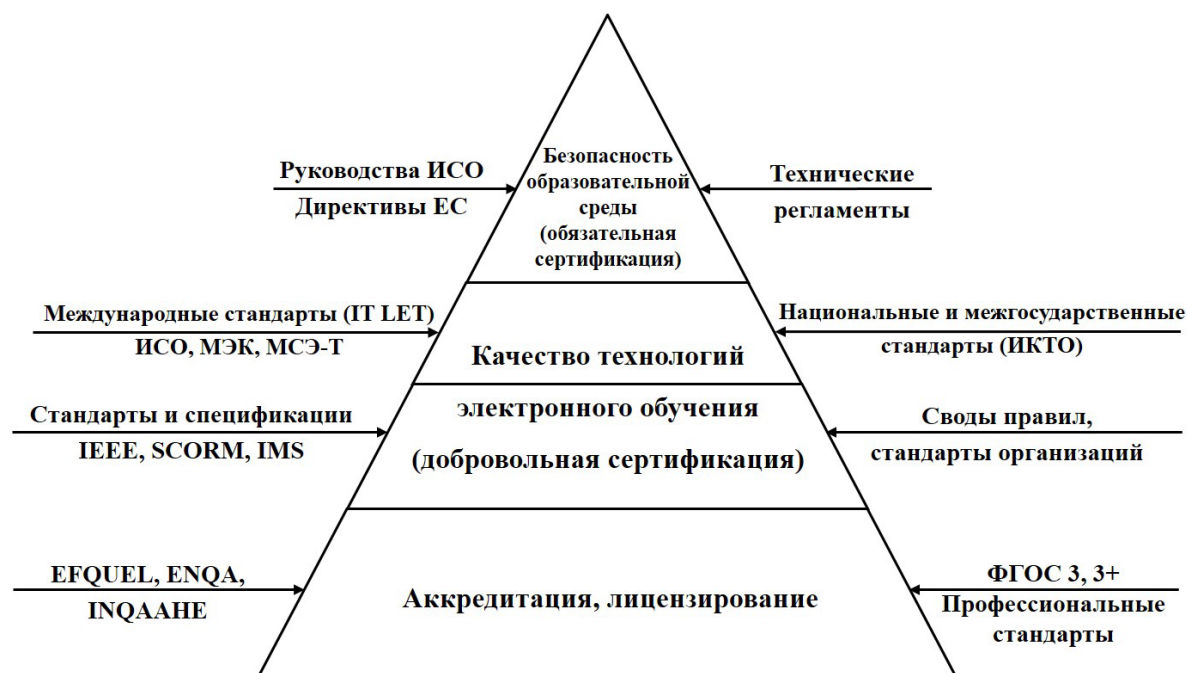 Безопасность
образовательной
среды
(обязательная
сертификация)
Руководства ИСО
Директивы ЕС
Технические
регламенты
Международные стандарты (IT LET)
ИСО, МЭК, МСЭ-Т
Национальные и межгосударственные
стандарты (ИКТО)
Качество технологий
электронного обучения
(добровольная сертификация)
Стандарты и спецификации
IEEE, SCORM, IMS
Своды правил,
стандарты организаций
EFQUEL, ENQA,
INQAAHE
Аккредитация, лицензирование
ФГОС 3, 3+
Профессиональные
стандарты